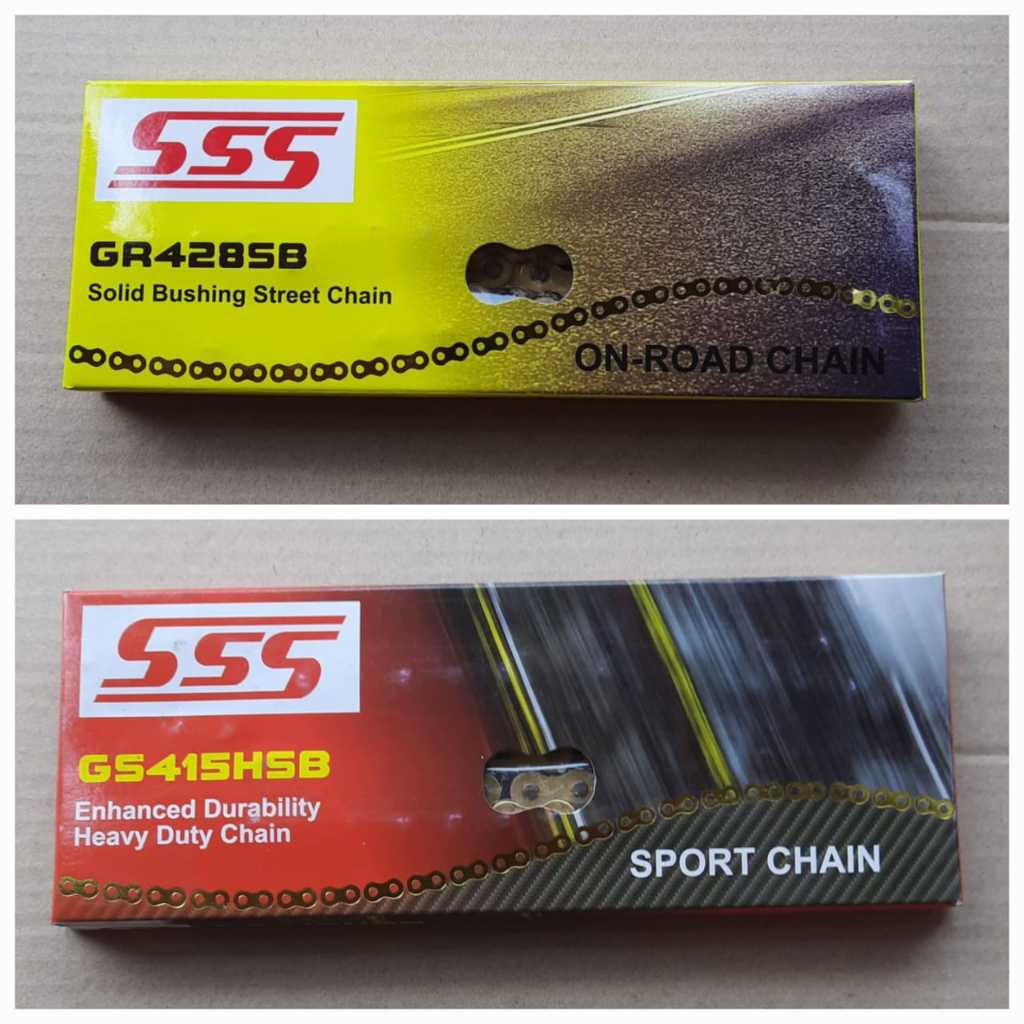 SSS
GR428SB
Solid Bushing Street Chain
ON-ROAD CHAIN
SSS
GS415HSB
Enhanced Durability
Heavy Duty Chain
SPORT CHAIN